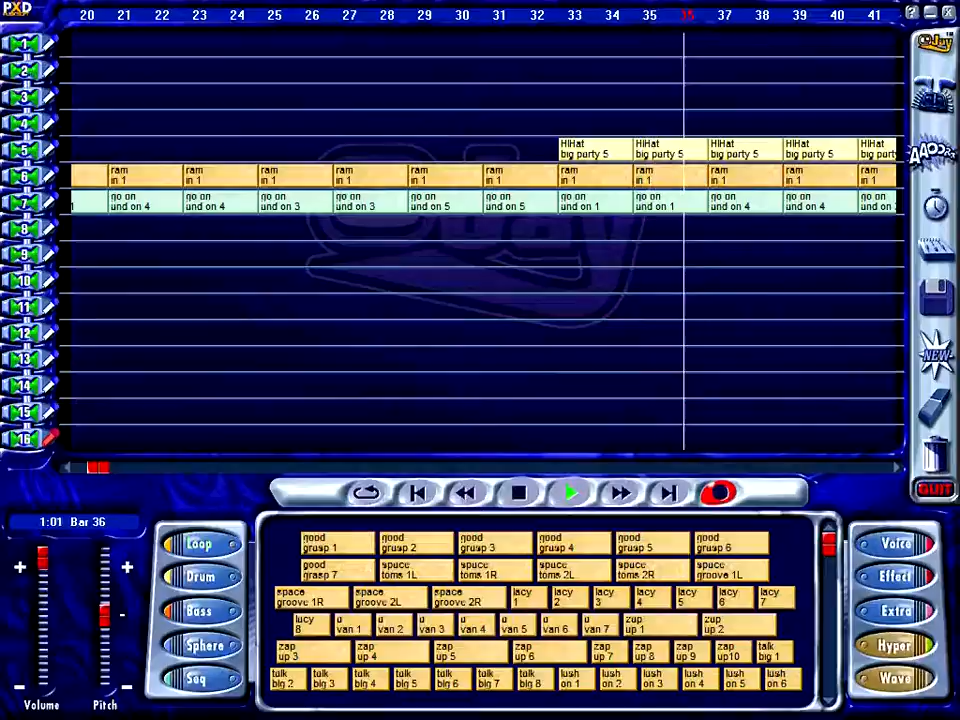 PXD
20 21 22 23 24 25 26 27 28 29 30 31 32 33 34 35 36 37 38 39 40 41
?
eJay
1
2
3
4
5 HiHat big party 5 HiHat big party 5 HiHat big party 5 HiHat big party 5 HiHat big party
6 ram in 1 ram in 1 ram in 1 ram in 1 ram in 1 ram in 1 ram in 1 ram in 1 ram in 1 ram in 1 ram in 1
7 1 go on und on 4 go on und on 4 go on und on 3 go on und on 3 go on und on 5 go on und on 5 go on und on 1 go on und on 1 go on und on 4 go on und on 4 go on und on
8
9
10
11
12
13
14
15
16
NEW
QUIT
1:01 Bar 36
Loop
Drum
Bass
Sphere
Seq
good grasp 1 good grasp 2 good grasp 3 good grasp 4 good grasp 5 good grasp 6
good grasp 7 space toms 1L space toms 1R space toms 2L space toms 2R space groove 1L
space groove 1R space groove 2L space groove 2R lacy 1 lacy 2 lacy 3 lacy 4 lacy 5 lacy 6 lacy 7
lacy 8 a van 1 a van 2 a van 3 a van 4 a van 5 a van 6 a van 7 zap up 1 zap up 2
zap up 3 zap up 4 zap up 5 zap up 6 zap up 7 zap up 8 zap up 9 zap up10 talk big 1
talk big 2 talk big 3 talk big 4 talk big 5 talk big 6 talk big 7 talk big 8 lush on 1 lush on 2 lush on 3 lush on 4 lush on 5 lush on 6
Voice
Effect
Extra
Hyper
Wave
Volume Pitch